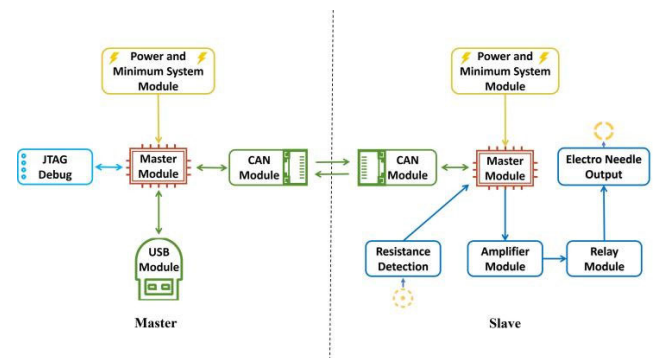 Power and
Minimum System
Module
JTAG
Debug
Master
Module
CAN
Module
USB
Module
Master
Power and
Minimum System
Module
CAN
Module
Master
Module
Electro Needle
Output
Resistance
Detection
Amplifier
Module
Relay
Module
Slave